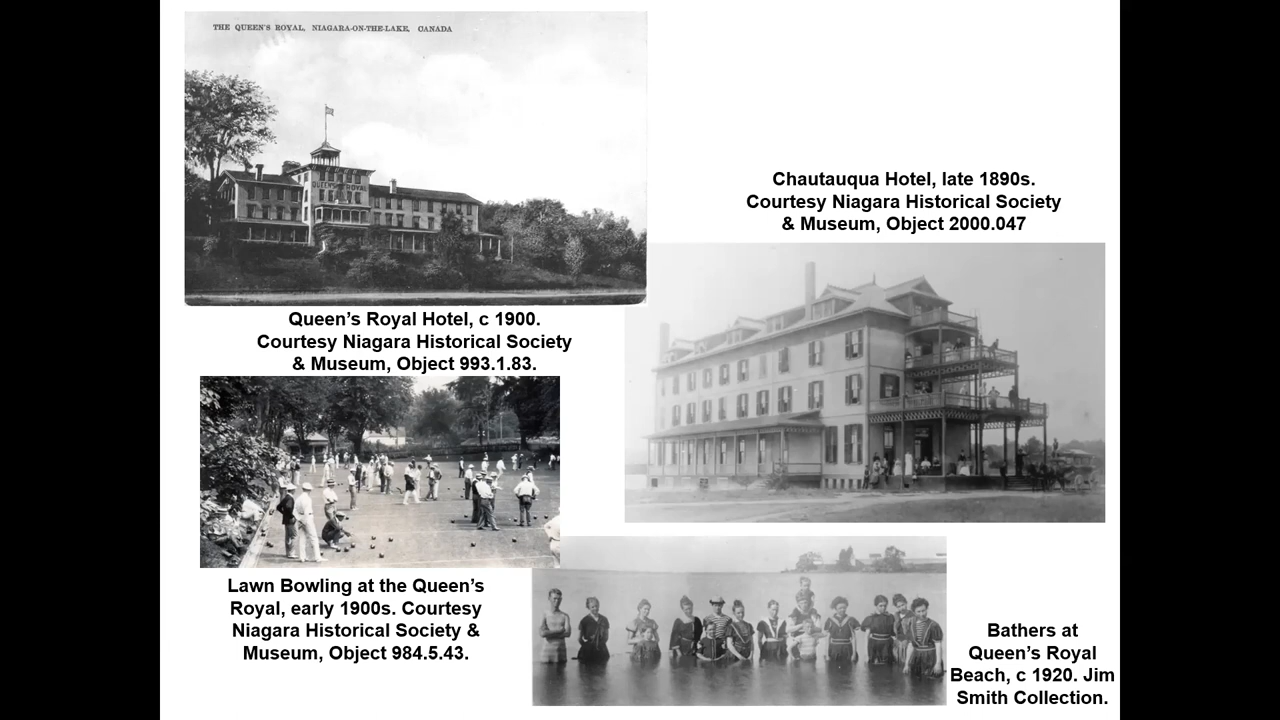 THE QUEEN'S ROYAL, NIAGARA-ON-THE-LAKE, CANADA
QUEEN'S ROYAL
Queen’s Royal Hotel, c 1900.
Courtesy Niagara Historical Society
& Museum, Object 993.1.83.
Chautauqua Hotel, late 1890s.
Courtesy Niagara Historical Society
& Museum, Object 2000.047
Lawn Bowling at the Queen’s
Royal, early 1900s. Courtesy
Niagara Historical Society &
Museum, Object 984.5.43.
Bathers at
Queen’s Royal
Beach, c 1920. Jim
Smith Collection.